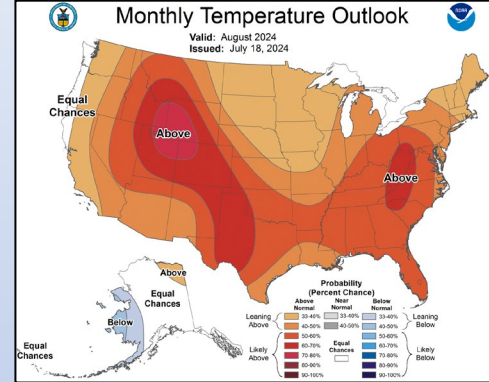 Monthly Temperature Outlook
Valid: August 2024
Issued: July 18, 2024
NOAA
Equal
Chances
Above
Above
Above
Equal
Chances
Below
Equal
Chances
Probability
(Percent Chance)
Above
Normal
Near
Normal
Below
Normal
Leaning
Above
33-40%
40-50%
33-40%
40-50%
33-40%
40-50%
Leaning
Below
Likely
Above
50-60%
60-70%
70-80%
80-90%
90-100%
Equal
Chances
50-60%
60-70%
70-80%
80-90%
90-100%
Likely
Below